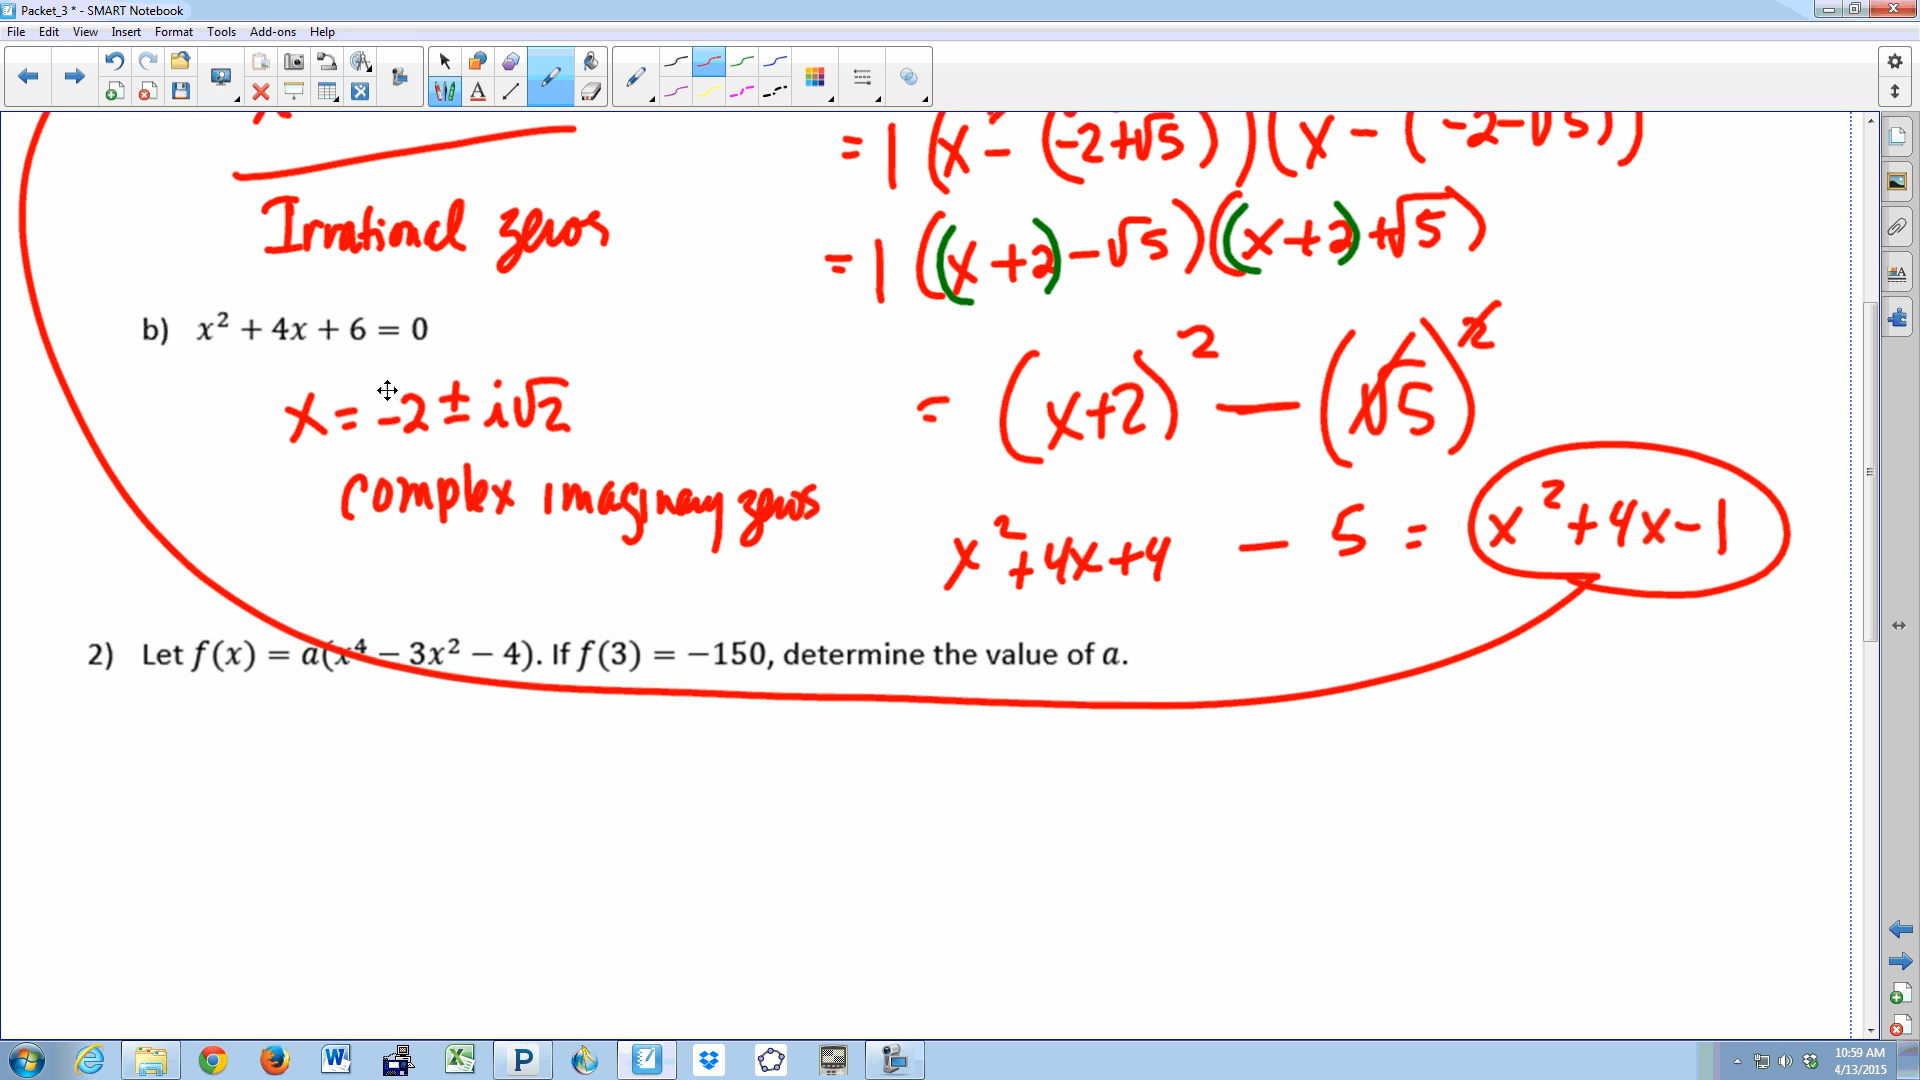 Packet_3 * - SMART Notebook
File Edit View Insert Format Tools Add-ons Help
= 1 (x - (-2+√5))(x - (-2-√5))
Irrational zeros
= 1 ((x+2) - √5)((x+2) + √5)
b) x² + 4x + 6 = 0
= (x+2)² - (√5)²
x = -2 ± i√2
complex imaginary zeros
x² + 4x + 4 - 5 = x² + 4x - 1
2) Let f(x) = a(x⁴ − 3x² − 4). If f(3) = −150, determine the value of a.
10:59 AM
4/13/2015